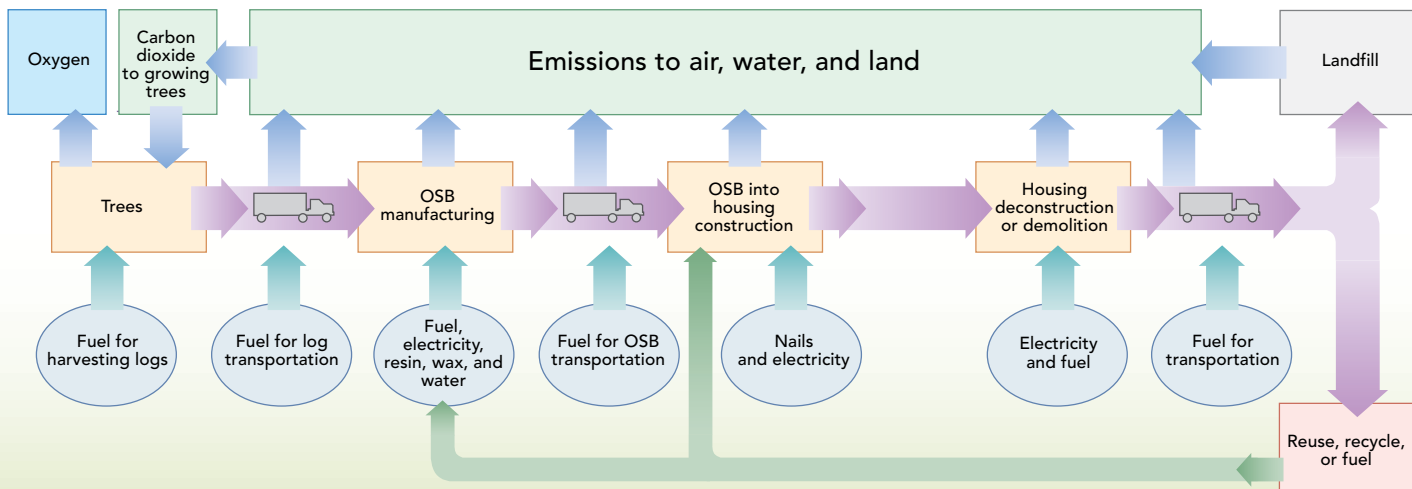 Oxygen
Carbon
dioxide
to growing
trees
Emissions to air, water, and land
Landfill
Trees
OSB
manufacturing
OSB into
housing
construction
Housing
deconstruction
or demolition
Fuel for
harvesting logs
Fuel for log
transportation
Fuel,
electricity,
resin, wax, and
water
Fuel for OSB
transportation
Nails
and electricity
Electricity
and fuel
Fuel for
transportation
Reuse, recycle,
or fuel